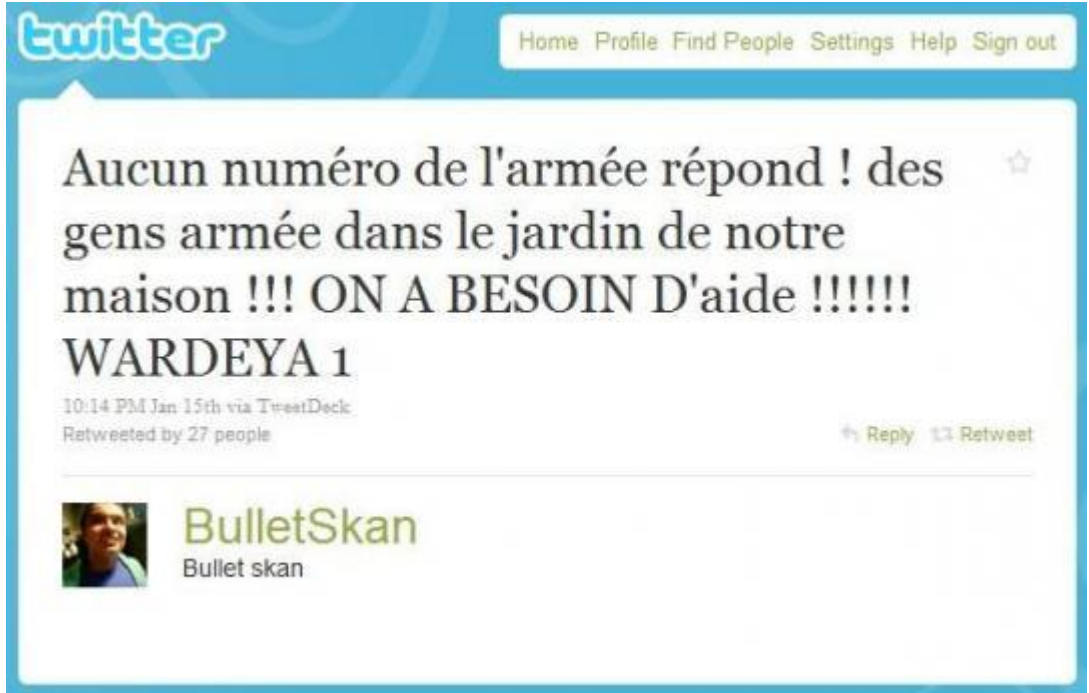 twitter
Home Profile Find People Settings Help Sign out
Aucun numéro de l'armée répond ! des
gens armée dans le jardin de notre
maison !!! ON A BESOIN D'aide !!!!!!
WARDEYA 1
10:14 PM Jan 15th via TweetDeck
Retweeted by 27 people
Reply Retweet
BulletSkan
Bullet skan